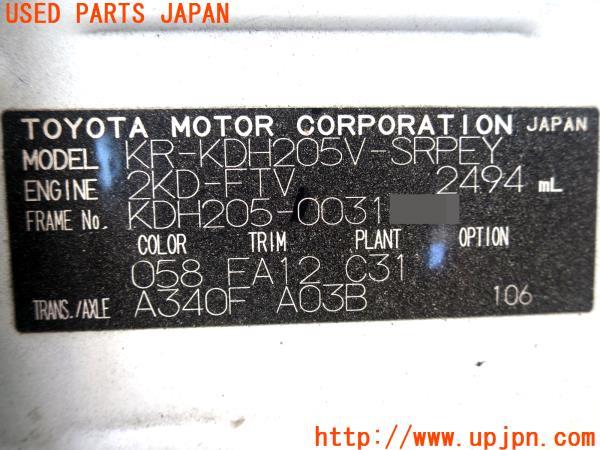 USED PARTS JAPAN
TOYOTA MOTOR CORPORATION JAPAN
MODEL KR-KDH205V-SRPEY
ENGINE 2KD-FTV 2494 mL
FRAME No. KDH205-0031
COLOR TRIM PLANT OPTION
058 FA12 C31
TRANS./AXLE A340F A03B 106
http://www.upjpn.com/